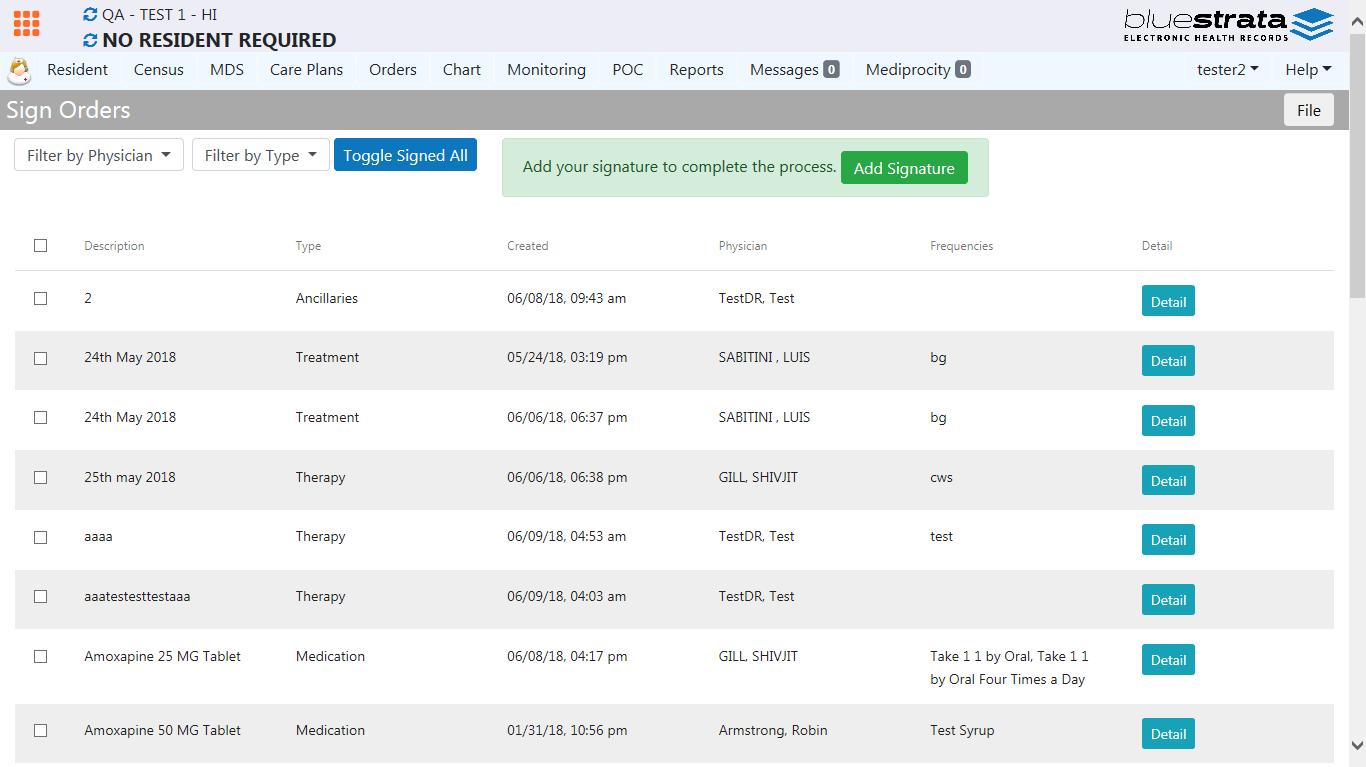 QA - TEST 1 - HI
NO RESIDENT REQUIRED
bluestrata
ELECTRONIC HEALTH RECORDS
Resident Census MDS Care Plans Orders Chart Monitoring POC Reports Messages 0 Mediprocity 0 tester2 Help
Sign Orders File
Filter by Physician Filter by Type Toggle Signed All Add your signature to complete the process. Add Signature
Description Type Created Physician Frequencies Detail
2 Ancillaries 06/08/18, 09:43 am TestDR, Test Detail
24th May 2018 Treatment 05/24/18, 03:19 pm SABITINI , LUIS bg Detail
24th May 2018 Treatment 06/06/18, 06:37 pm SABITINI , LUIS bg Detail
25th may 2018 Therapy 06/06/18, 06:38 pm GILL, SHIVJIT cws Detail
aaaa Therapy 06/09/18, 04:53 am TestDR, Test test Detail
aaatestesttestaaa Therapy 06/09/18, 04:03 am TestDR, Test Detail
Amoxapine 25 MG Tablet Medication 06/08/18, 04:17 pm GILL, SHIVJIT Take 1 1 by Oral, Take 1 1 Detail
by Oral Four Times a Day
Amoxapine 50 MG Tablet Medication 01/31/18, 10:56 pm Armstrong, Robin Test Syrup Detail